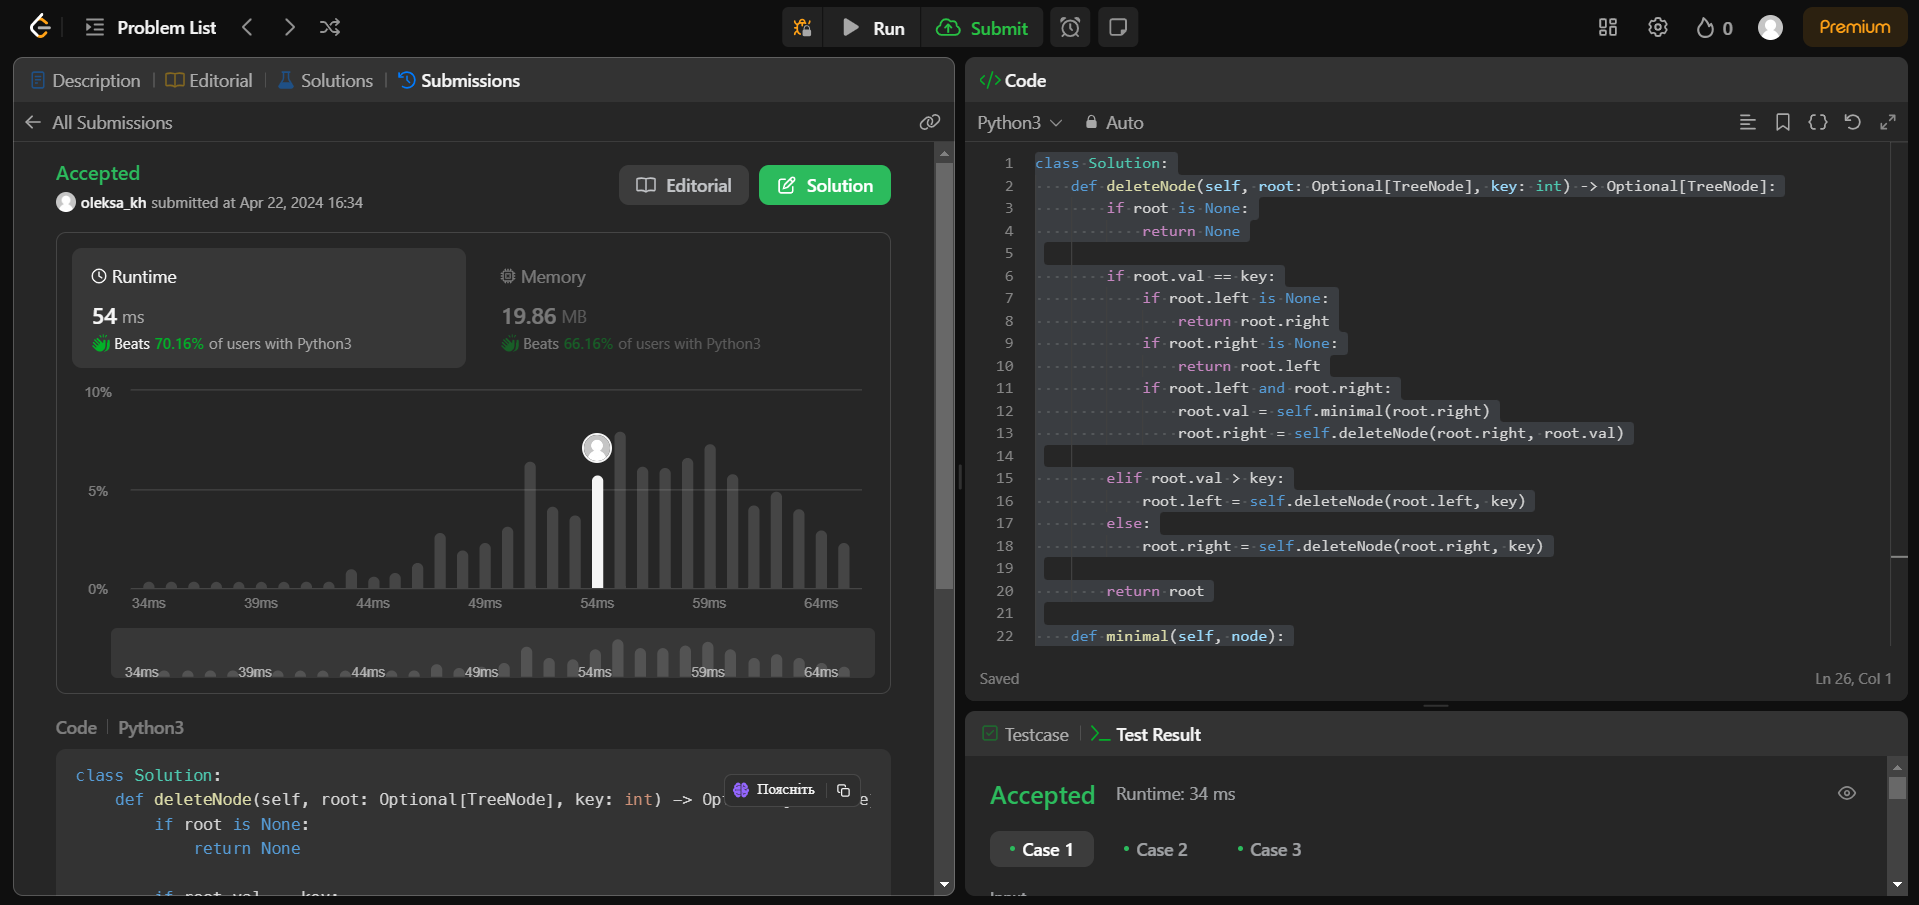 Problem List
Run
Submit
0
Premium
Description
Editorial
Solutions
Submissions
All Submissions
Accepted
oleksa_kh submitted at Apr 22, 2024 16:34
Editorial
Solution
Runtime
54 ms
Beats 70.16% of users with Python3
Memory
19.86 MB
Beats 66.16% of users with Python3
10%
5%
0%
34ms
39ms
44ms
49ms
54ms
59ms
64ms
34ms
39ms
44ms
49ms
54ms
59ms
64ms
Code
Python3
class Solution:
    def deleteNode(self, root: Optional[TreeNode], key: int) -> Op
Поясніть
        if root is None:
            return None
Code
Python3
Auto
1 class Solution:
2     def deleteNode(self, root: Optional[TreeNode], key: int) -> Optional[TreeNode]:
3         if root is None:
4             return None
5
6         if root.val == key:
7             if root.left is None:
8                 return root.right
9             if root.right is None:
10                 return root.left
11             if root.left and root.right:
12                 root.val = self.minimal(root.right)
13                 root.right = self.deleteNode(root.right, root.val)
14
15         elif root.val > key:
16             root.left = self.deleteNode(root.left, key)
17         else:
18             root.right = self.deleteNode(root.right, key)
19
20         return root
21
22     def minimal(self, node):
Saved
Ln 26, Col 1
Testcase
Test Result
Accepted
Runtime: 34 ms
Case 1
Case 2
Case 3